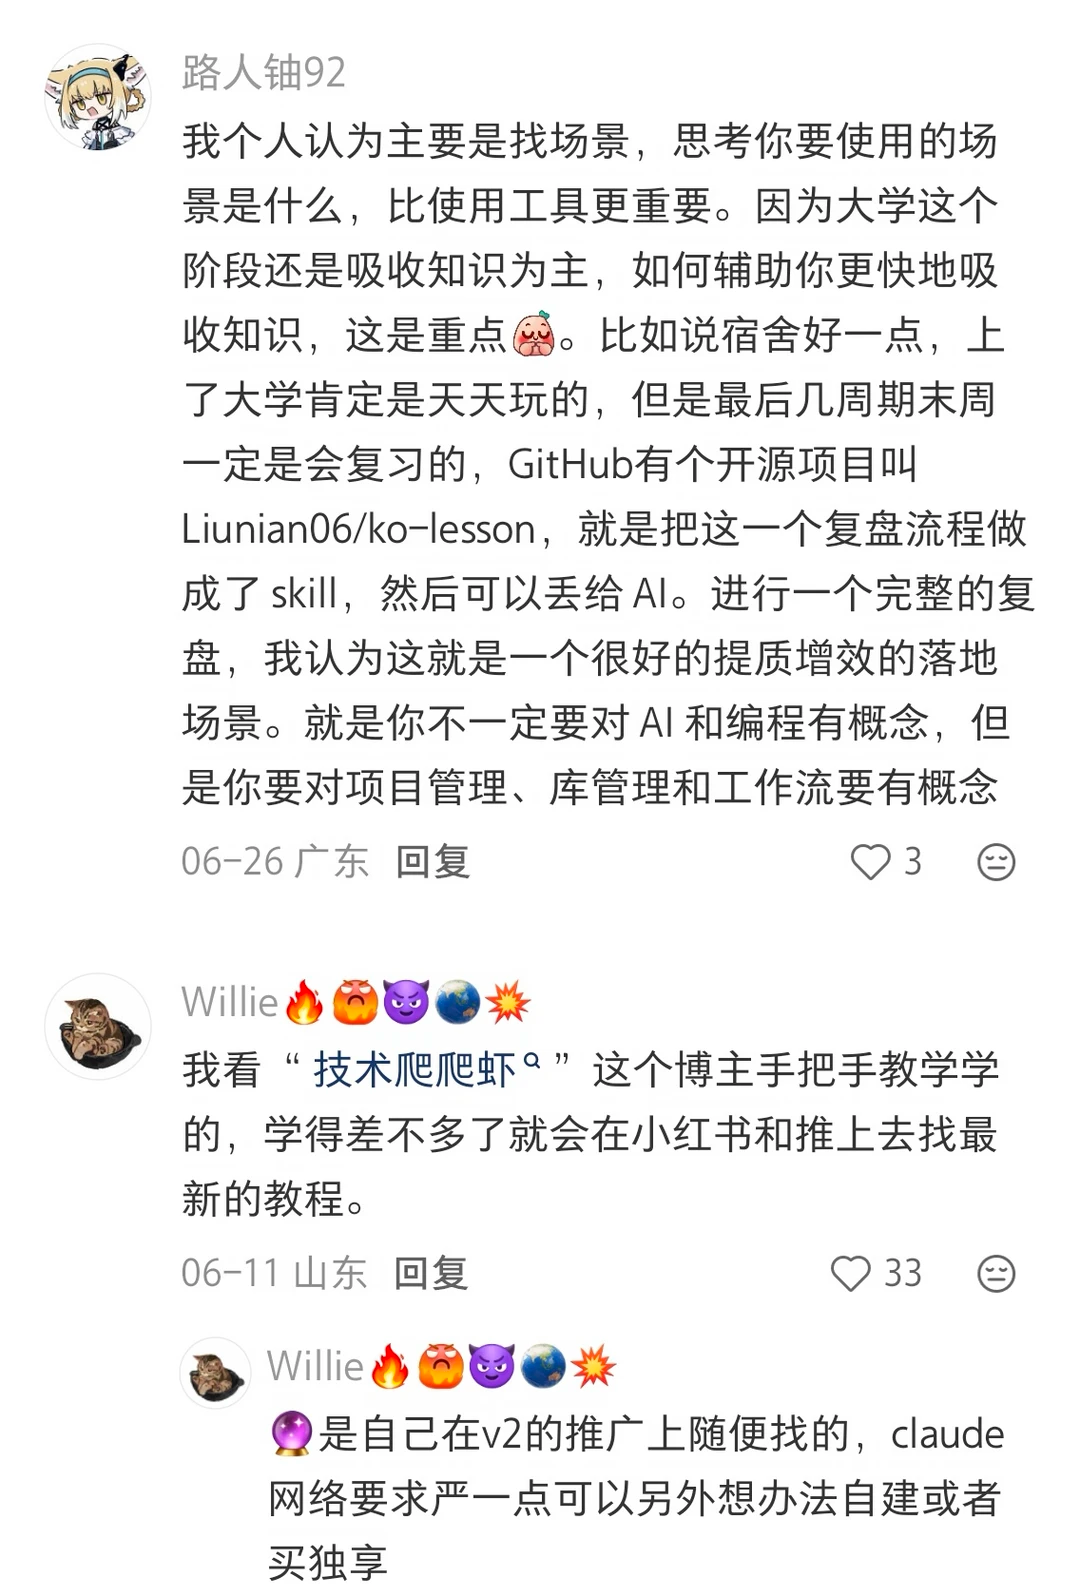 路人铀92
我个人认为主要是找场景，思考你要使用的场
景是什么，比使用工具更重要。因为大学这个
阶段还是吸收知识为主，如何辅助你更快地吸
收知识，这是重点。比如说宿舍好一点，上
了大学肯定是天天玩的，但是最后几周期末周
一定是会复习的，GitHub有个开源项目叫
Liunian06/ko-lesson，就是把这一个复盘流程做
成了 skill，然后可以丢给 AI。进行一个完整的复
盘，我认为这就是一个很好的提质增效的落地
场景。就是你不一定要对 AI 和编程有概念，但
是你要对项目管理、库管理和工作流要有概念
06-26 广东 回复 3
Willie🔥👿🌏💥
我看“技术爬爬虾”这个博主手把手教学学
的，学得差不多了就会在小红书和推上去找最
新的教程。
06-11 山东 回复 33
Willie🔥👿🌏💥
🔮是自己在v2的推广上随便找的，claude
网络要求严一点可以另外想办法自建或者
买独享